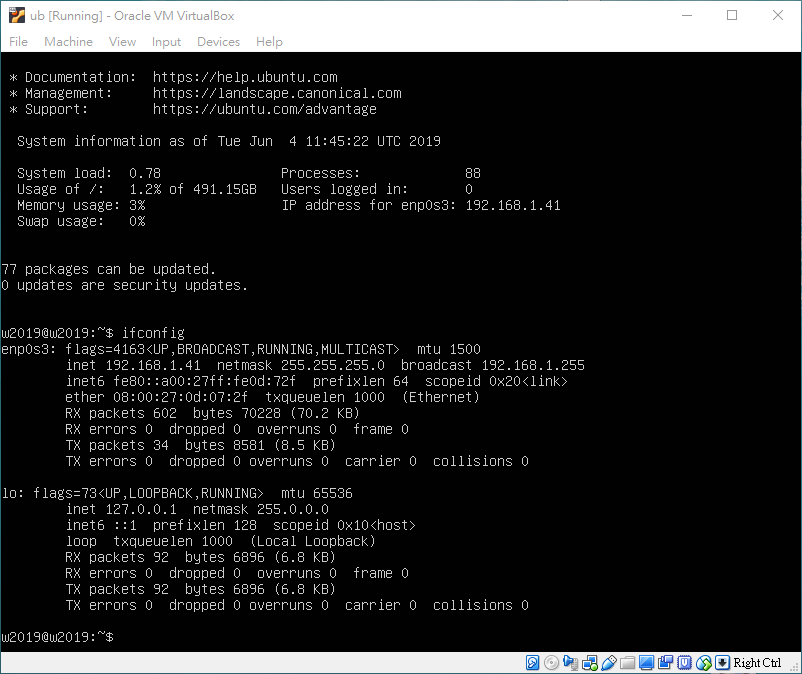 ub [Running] - Oracle VM VirtualBox
File Machine View Input Devices Help
* Documentation:  https://help.ubuntu.com
* Management:     https://landscape.canonical.com
* Support:        https://ubuntu.com/advantage
System information as of Tue Jun  4 11:45:22 UTC 2019
System load:  0.78               Processes:             88
Usage of /:   1.2% of 491.15GB   Users logged in:       0
Memory usage: 3%                 IP address for enp0s3: 192.168.1.41
Swap usage:   0%
77 packages can be updated.
0 updates are security updates.
w2019@w2019:~$ ifconfig
enp0s3: flags=4163<UP,BROADCAST,RUNNING,MULTICAST>  mtu 1500
inet 192.168.1.41  netmask 255.255.255.0  broadcast 192.168.1.255
inet6 fe80::a00:27ff:fe0d:72f  prefixlen 64  scopeid 0x20<link>
ether 08:00:27:0d:07:2f  txqueuelen 1000  (Ethernet)
RX packets 602  bytes 70228 (70.2 KB)
RX errors 0  dropped 0  overruns 0  frame 0
TX packets 34  bytes 8581 (8.5 KB)
TX errors 0  dropped 0 overruns 0  carrier 0  collisions 0
lo: flags=73<UP,LOOPBACK,RUNNING>  mtu 65536
inet 127.0.0.1  netmask 255.0.0.0
inet6 ::1  prefixlen 128  scopeid 0x10<host>
loop  txqueuelen 1000  (Local Loopback)
RX packets 92  bytes 6896 (6.8 KB)
RX errors 0  dropped 0  overruns 0  frame 0
TX packets 92  bytes 6896 (6.8 KB)
TX errors 0  dropped 0 overruns 0  carrier 0  collisions 0
w2019@w2019:~$
Right Ctrl